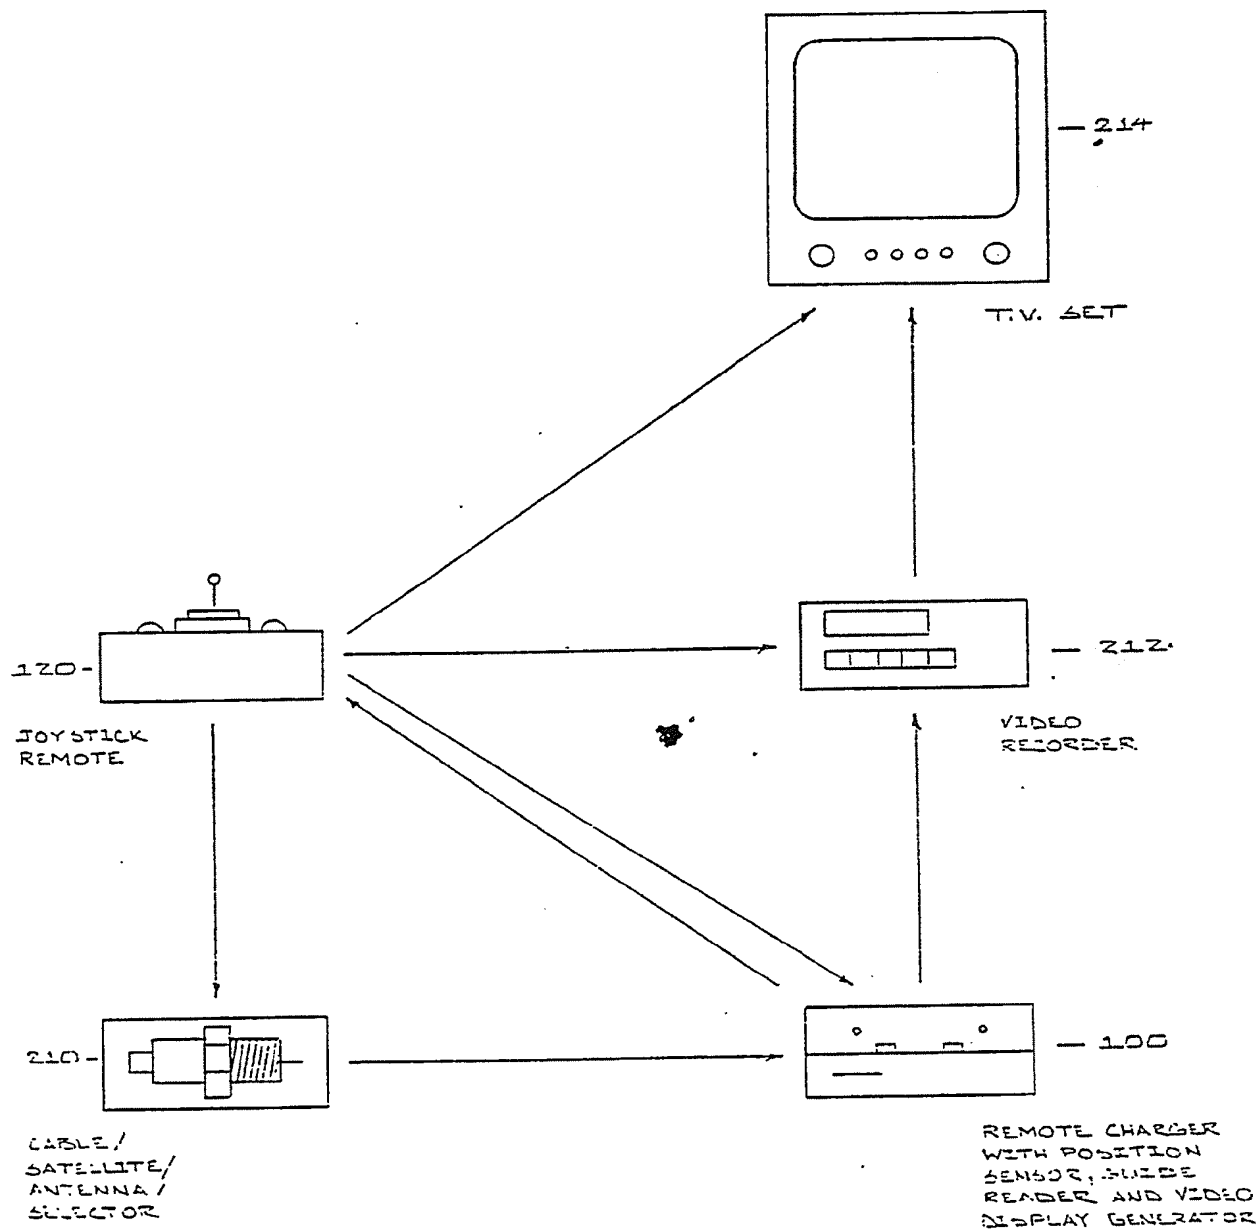 — 214
T.V. SET
120 -
JOYSTICK
REMOTE
— 212
VIDEO
RECORDER
210 -
CABLE/
SATELLITE/
ANTENNA/
SELECTOR
— 100
REMOTE CHARGER
WITH POSITION
SENSOR, GUIDE
READER AND VIDEO
DISPLAY GENERATOR